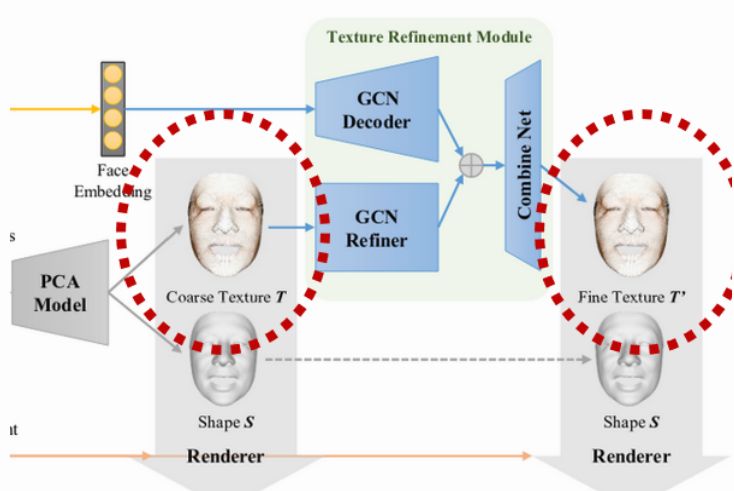 Texture Refinement Module
GCN
Decoder
Face
Embedding
Combine Net
GCN
Refiner
s
PCA
Model
Coarse Texture T
Fine Texture T’
Shape S
Shape S
nt
Renderer
Renderer